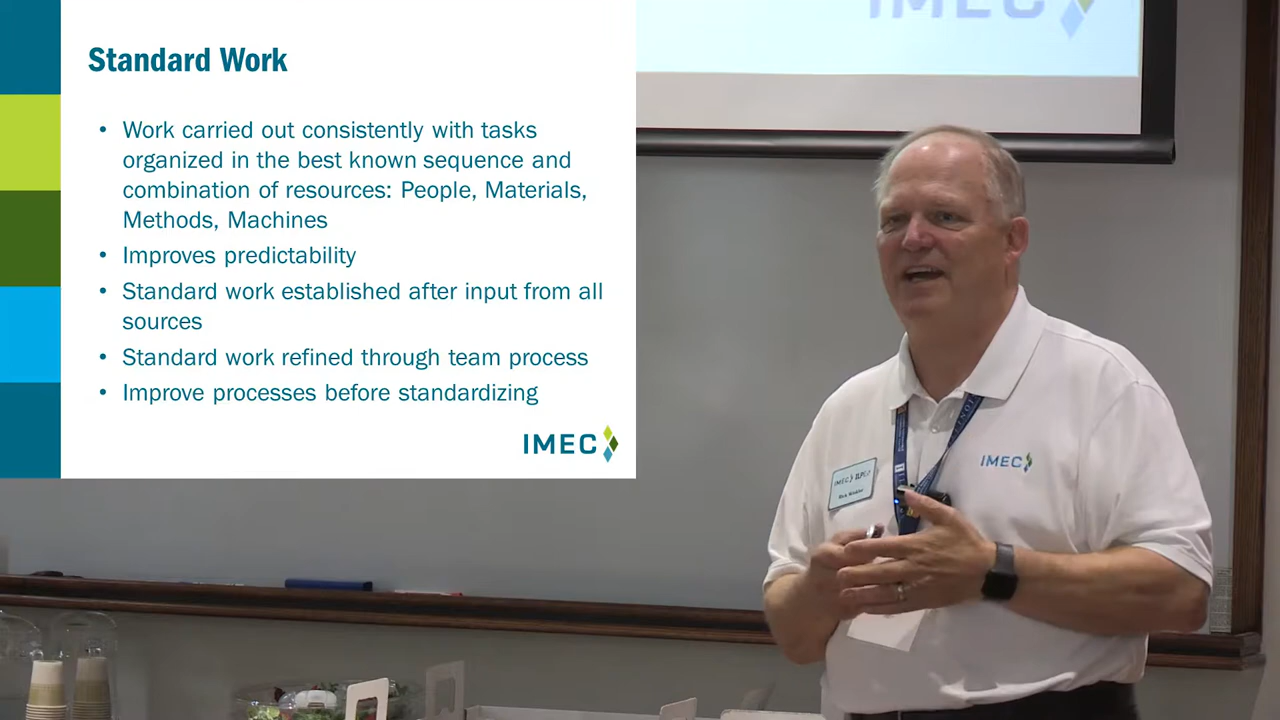 Standard Work
• Work carried out consistently with tasks
organized in the best known sequence and
combination of resources: People, Materials,
Methods, Machines
• Improves predictability
• Standard work established after input from all
sources
• Standard work refined through team process
• Improve processes before standardizing
IMEC
IMEC
IMEC
IMEC